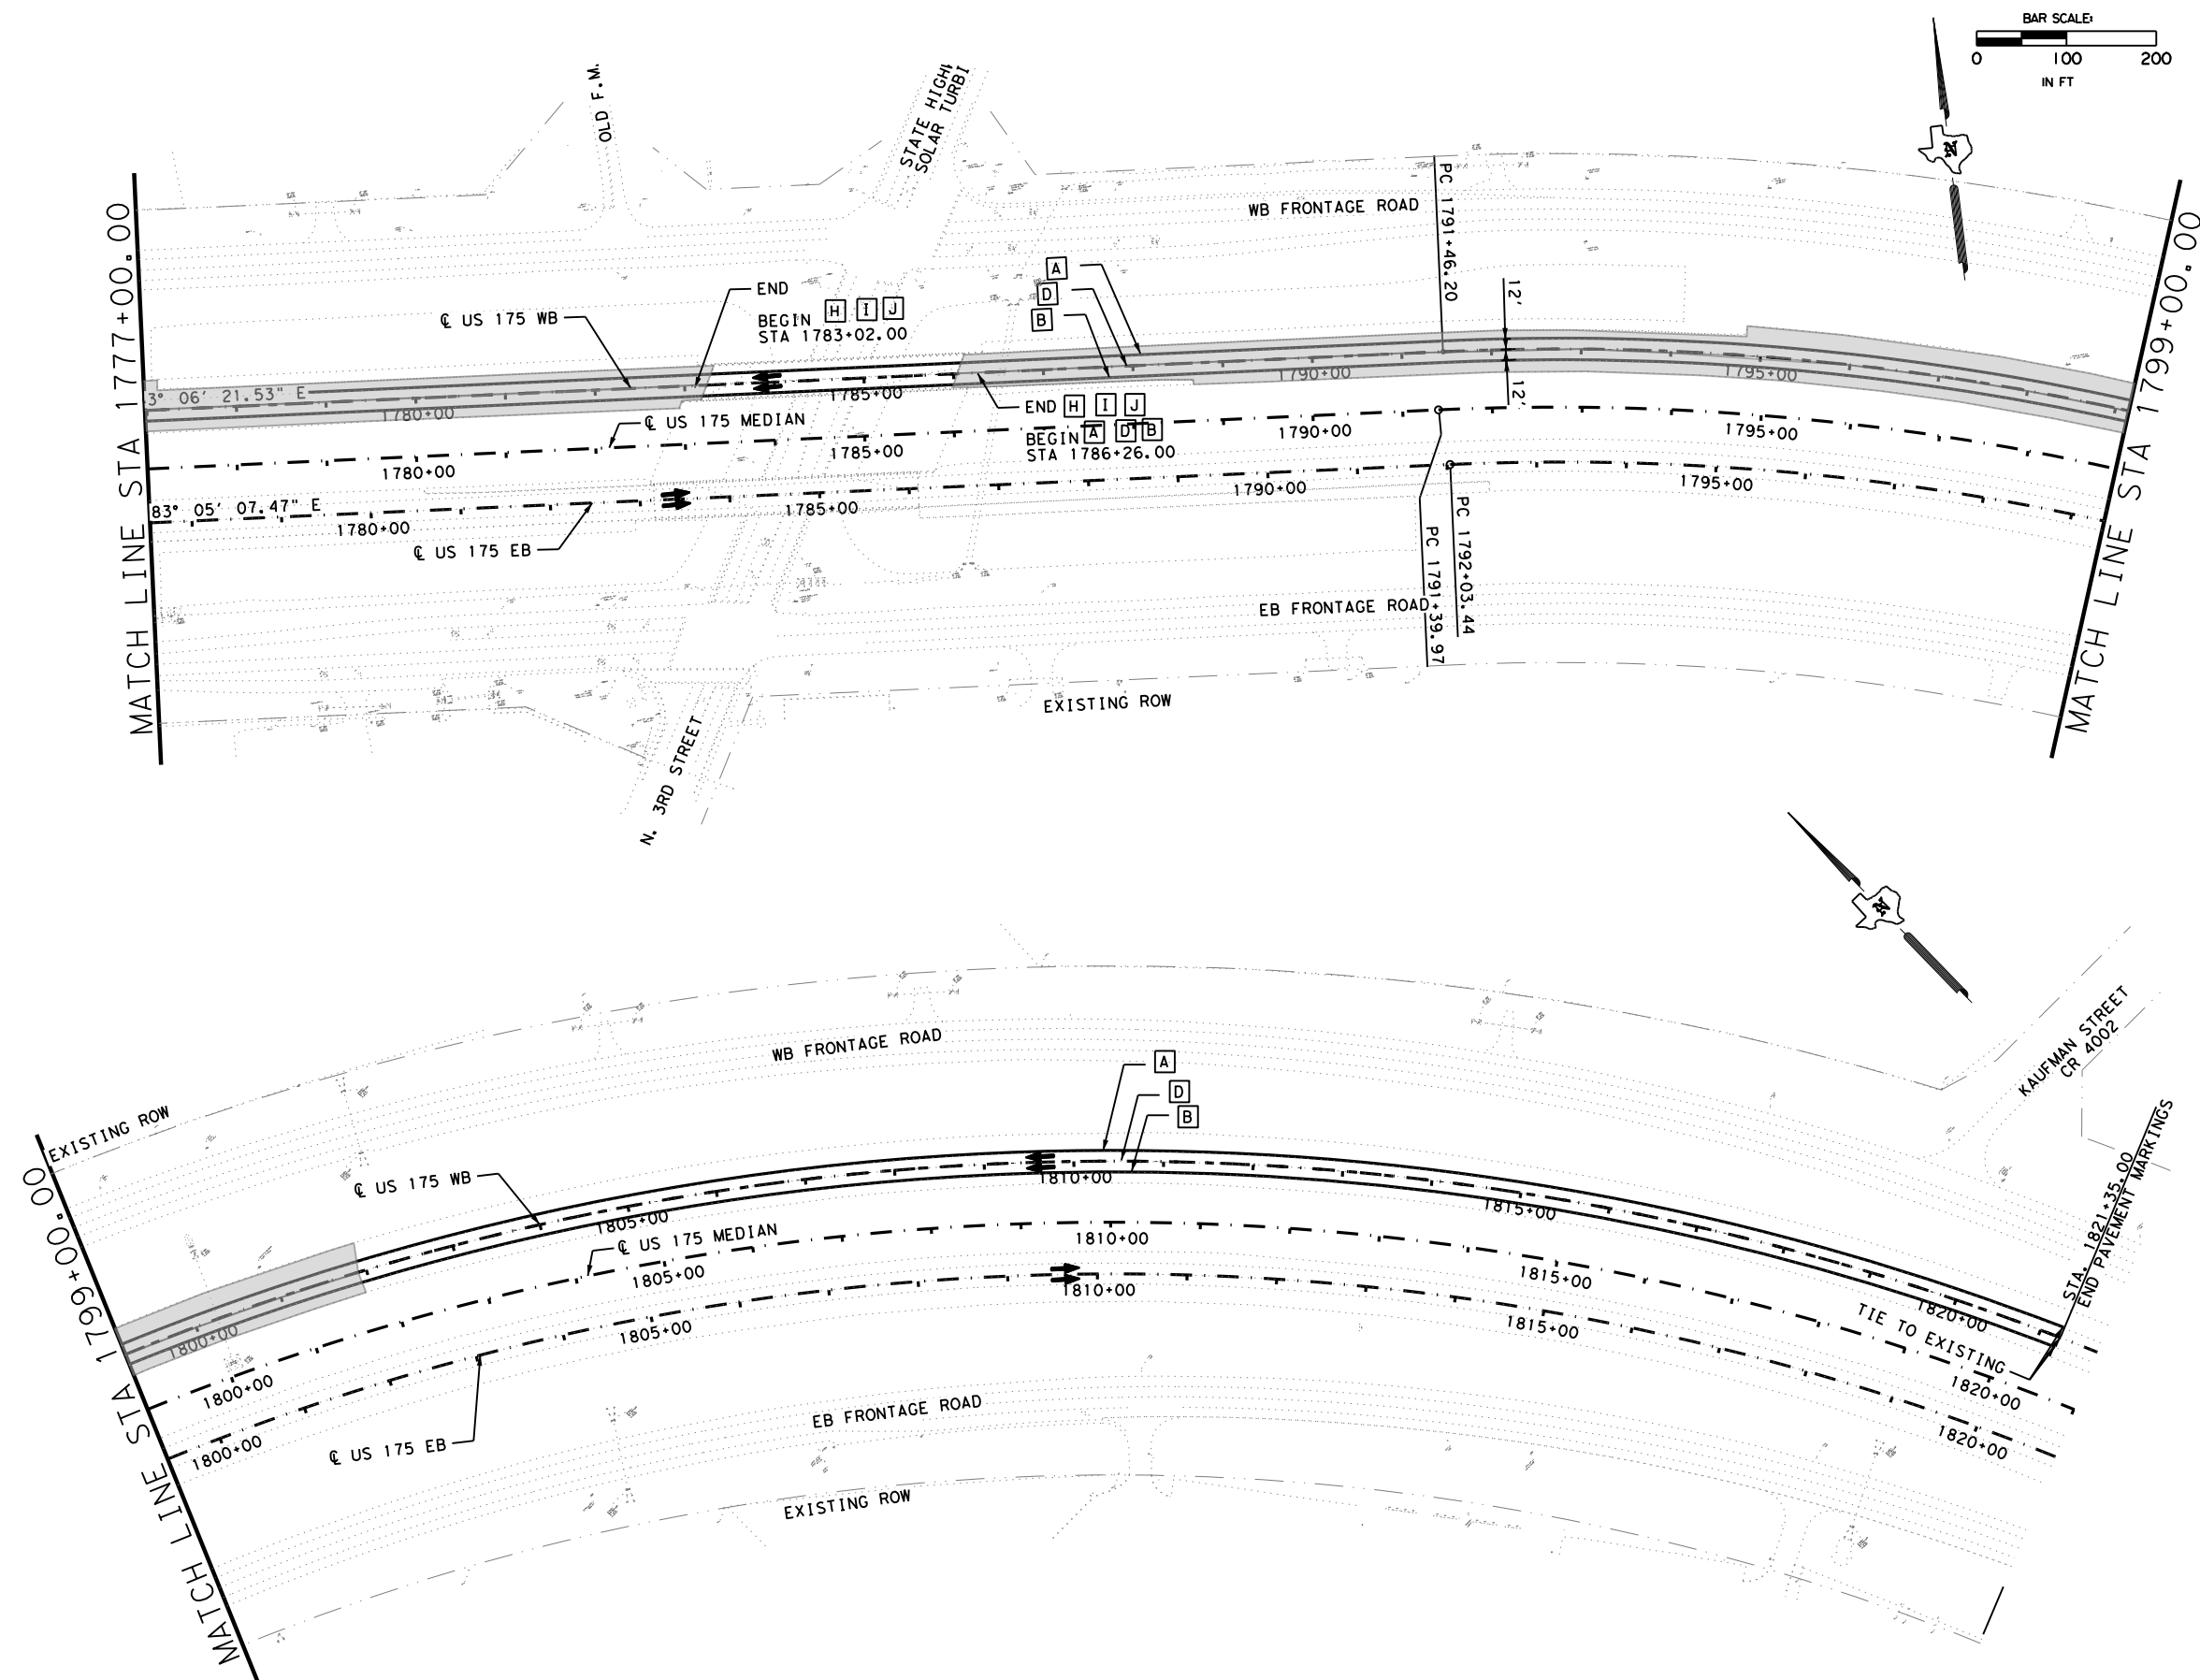 BAR SCALE:
0 100 200
IN FT
N
OLD F.M.
STATE HIGHW
SOLAR TURBI
MATCH LINE STA 1777+00.00
WB FRONTAGE ROAD
PC 1791+46.20
MATCH LINE STA 1799+00.00
A
D
B
END
H I J
BEGIN
STA 1783+02.00
℄ US 175 WB
12'
12'
3° 06' 21.53" E
1780+00
1785+00
1790+00
1795+00
℄ US 175 MEDIAN
END H I J
BEGIN A D B
STA 1786+26.00
1780+00
1785+00
1790+00
1795+00
83° 05' 07.47" E
1780+00
1785+00
1790+00
1795+00
℄ US 175 EB
PC 1791+39.97
PC 1792+03.44
EB FRONTAGE ROAD
EXISTING ROW
N. 3RD STREET
N
KAUFMAN STREET
CR 4002
WB FRONTAGE ROAD
EXISTING ROW
MATCH LINE STA 1799+00.00
A
D
B
℄ US 175 WB
1800+00
1805+00
1810+00
1815+00
1820+00
STA. 1821+35.00
END PAVEMENT MARKINGS
TIE TO EXISTING
℄ US 175 MEDIAN
1800+00
1805+00
1810+00
1815+00
1820+00
1800+00
1805+00
1810+00
1815+00
1820+00
℄ US 175 EB
EB FRONTAGE ROAD
EXISTING ROW